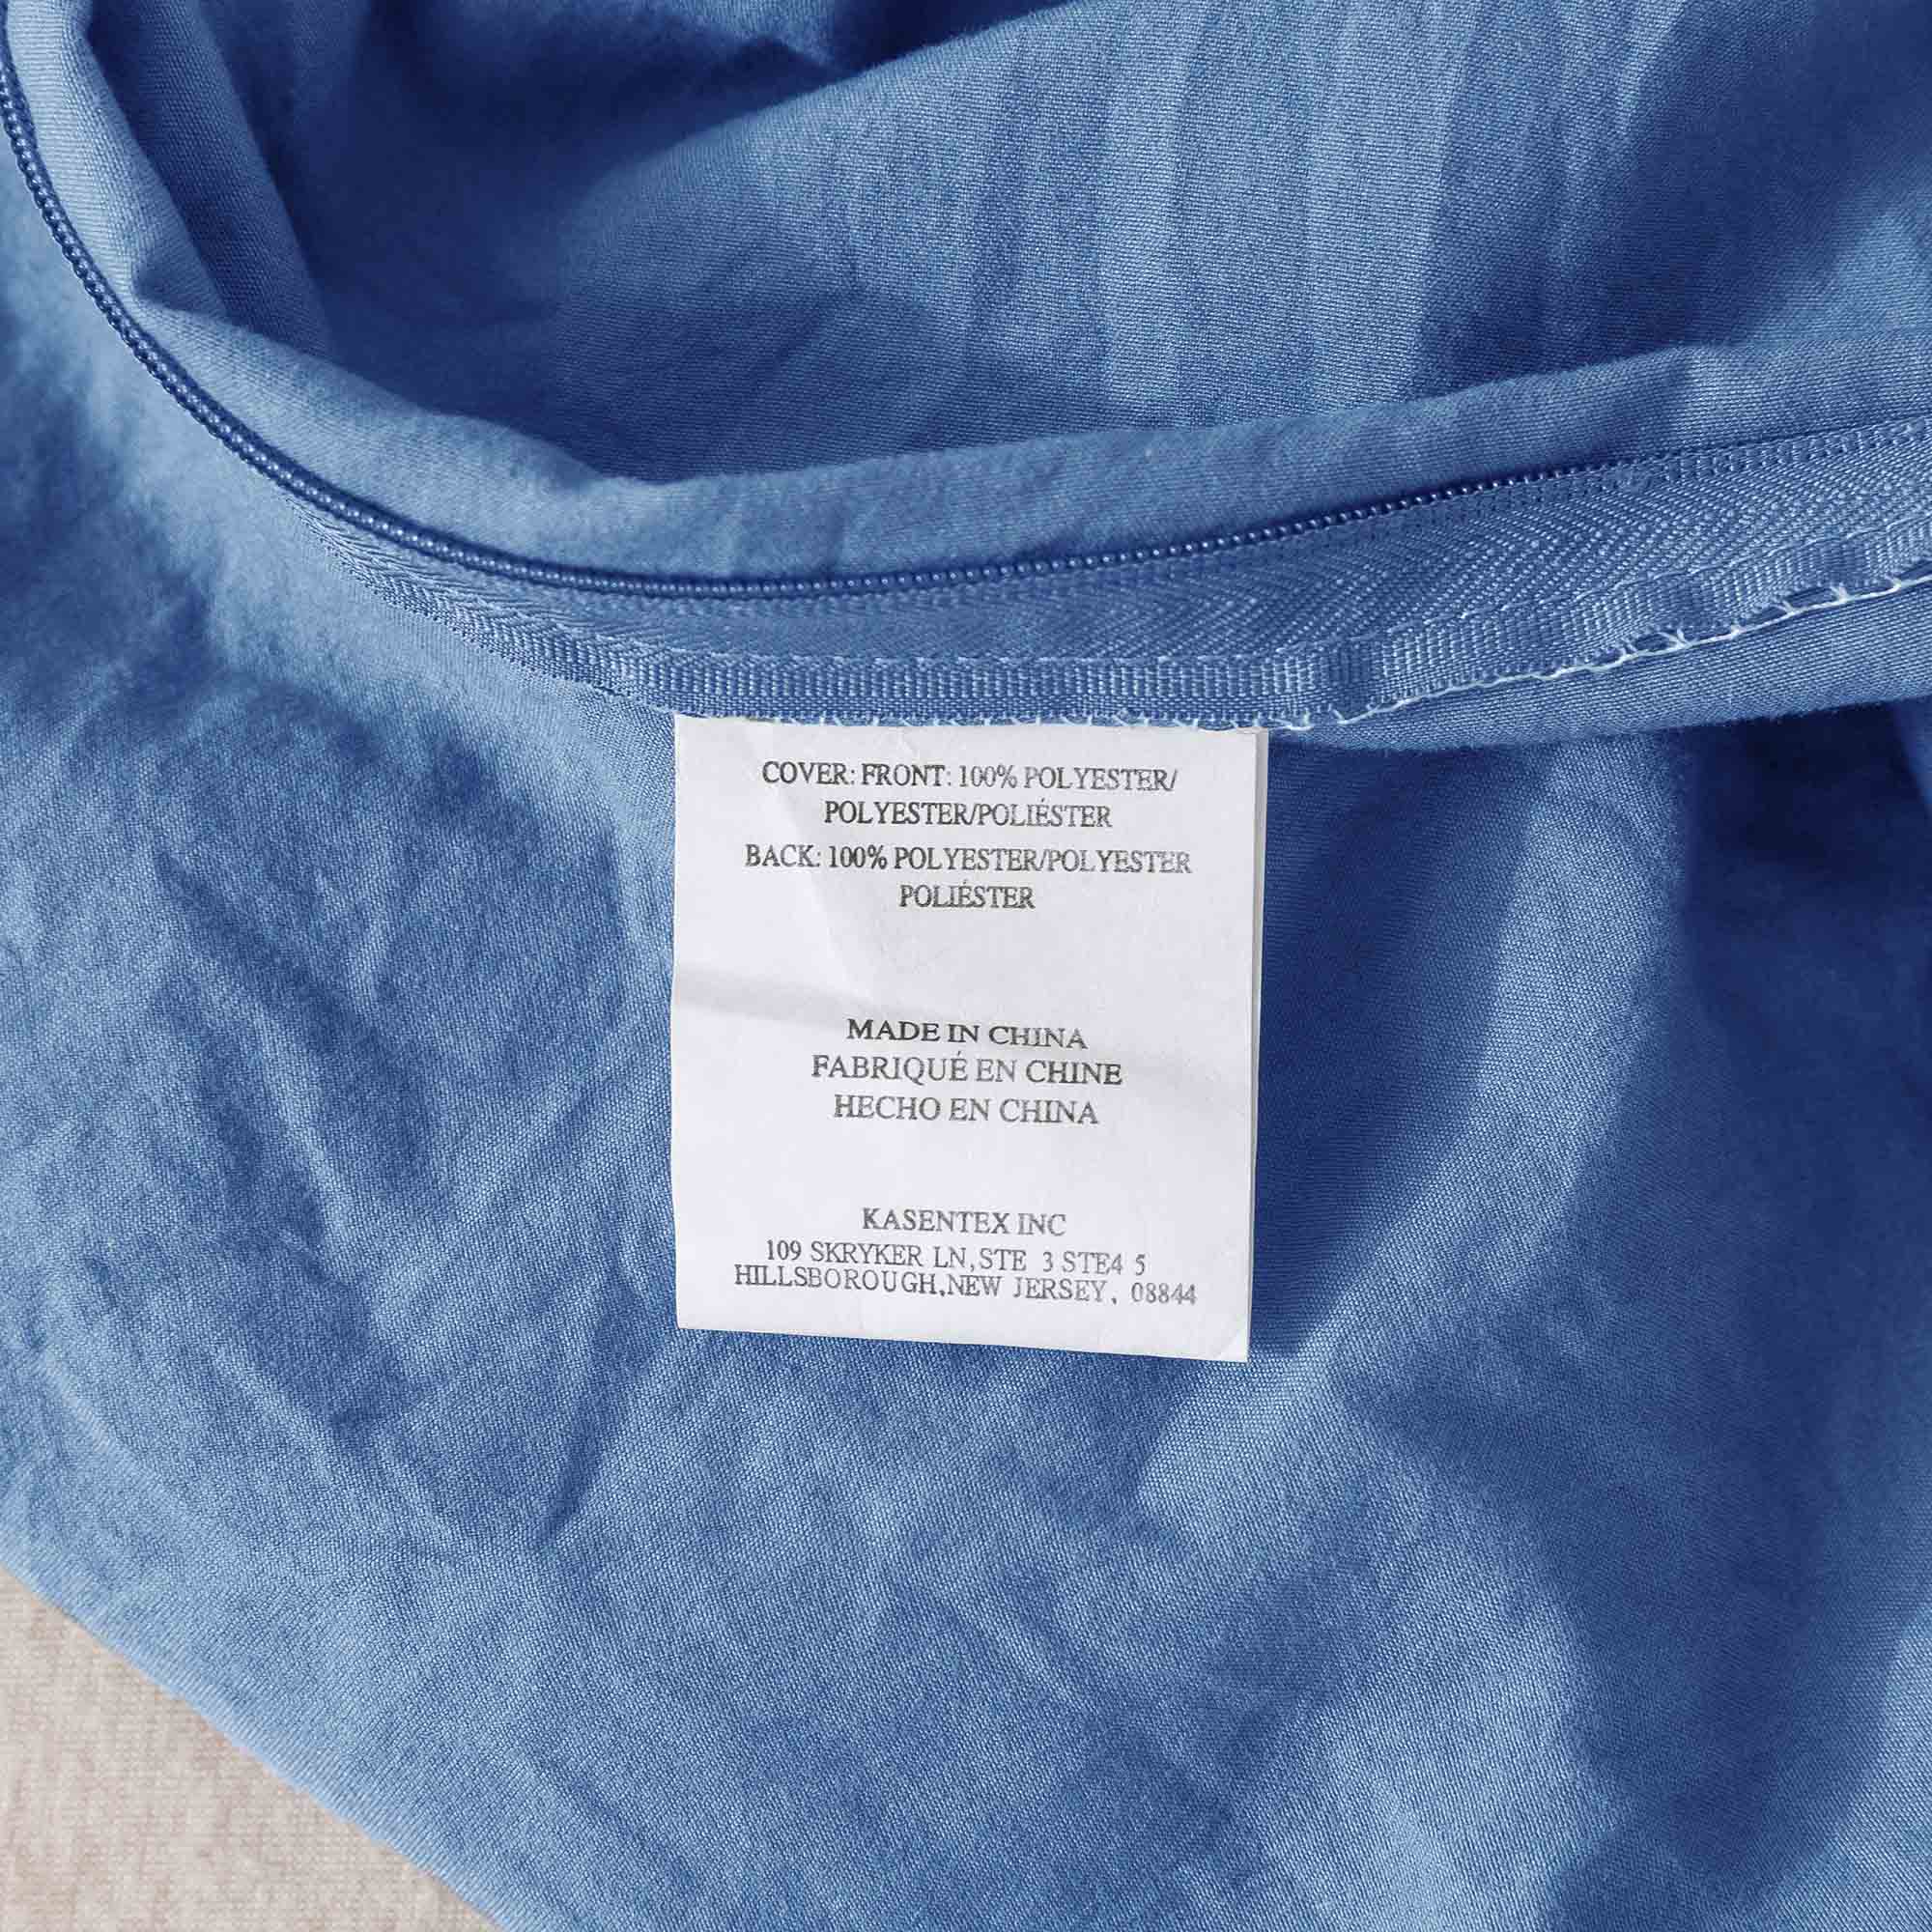 COVER: FRONT: 100% POLYESTER/
POLYESTER/POLIÉSTER
BACK: 100% POLYESTER/POLYESTER
POLIÉSTER
MADE IN CHINA
FABRIQUÉ EN CHINE
HECHO EN CHINA
KASENTEX INC
109 SKRYKER LN,STE 3 STE4 5
HILLSBOROUGH,NEW JERSEY, 08844